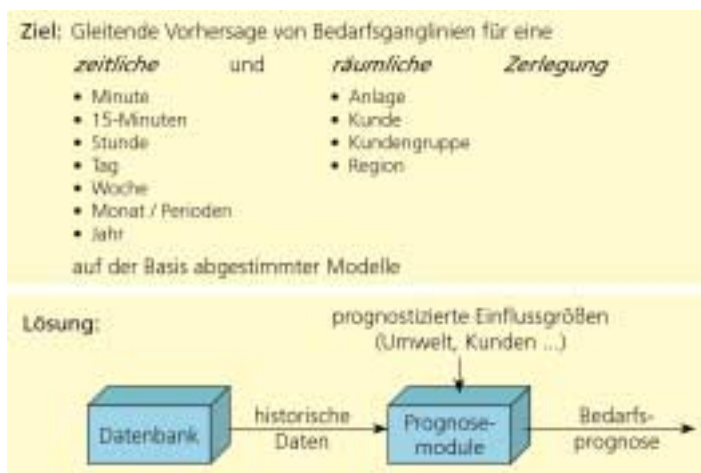 Ziel: Gleitende Vorhersage von Bedarfsganglinien für eine
zeitliche und räumliche Zerlegung
• Minute
• 15-Minuten
• Stunde
• Tag
• Woche
• Monat / Perioden
• Jahr
• Anlage
• Kunde
• Kundengruppe
• Region
auf der Basis abgestimmter Modelle
Lösung:
prognostizierte Einflussgrößen
(Umwelt, Kunden ...)
Datenbank
historische
Daten
Prognose-
module
Bedarfs-
prognose